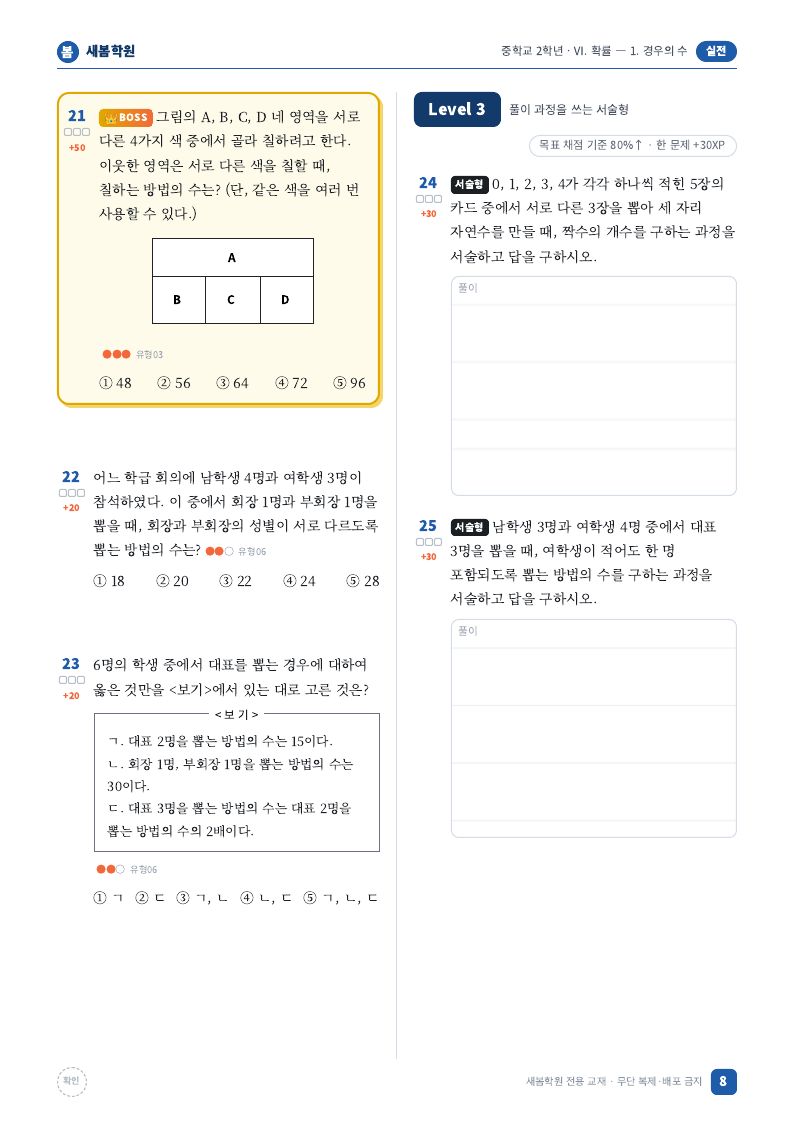 봄 새봄학원
중학교 2학년 · VI. 확률 — 1. 경우의 수 실전
21 👑BOSS 그림의 A, B, C, D 네 영역을 서로
다른 4가지 색 중에서 골라 칠하려고 한다.
+50
이웃한 영역은 서로 다른 색을 칠할 때,
칠하는 방법의 수는? (단, 같은 색을 여러 번
사용할 수 있다.)
A
B C D
유형03
① 48 ② 56 ③ 64 ④ 72 ⑤ 96
22 어느 학급 회의에 남학생 4명과 여학생 3명이
참석하였다. 이 중에서 회장 1명과 부회장 1명을
+20
뽑을 때, 회장과 부회장의 성별이 서로 다르도록
뽑는 방법의 수는? 유형06
① 18 ② 20 ③ 22 ④ 24 ⑤ 28
23 6명의 학생 중에서 대표를 뽑는 경우에 대하여
옳은 것만을 <보기>에서 있는 대로 고른 것은?
+20
<보 기>
ㄱ. 대표 2명을 뽑는 방법의 수는 15이다.
ㄴ. 회장 1명, 부회장 1명을 뽑는 방법의 수는
30이다.
ㄷ. 대표 3명을 뽑는 방법의 수는 대표 2명을
뽑는 방법의 수의 2배이다.
유형06
① ㄱ ② ㄷ ③ ㄱ, ㄴ ④ ㄴ, ㄷ ⑤ ㄱ, ㄴ, ㄷ
Level 3 풀이 과정을 쓰는 서술형
목표 채점 기준 80%↑ · 한 문제 +30XP
24 서술형 0, 1, 2, 3, 4가 각각 하나씩 적힌 5장의
카드 중에서 서로 다른 3장을 뽑아 세 자리
+30
자연수를 만들 때, 짝수의 개수를 구하는 과정을
서술하고 답을 구하시오.
풀이
25 서술형 남학생 3명과 여학생 4명 중에서 대표
3명을 뽑을 때, 여학생이 적어도 한 명
+30
포함되도록 뽑는 방법의 수를 구하는 과정을
서술하고 답을 구하시오.
풀이
확인
새봄학원 전용 교재 · 무단 복제·배포 금지 8